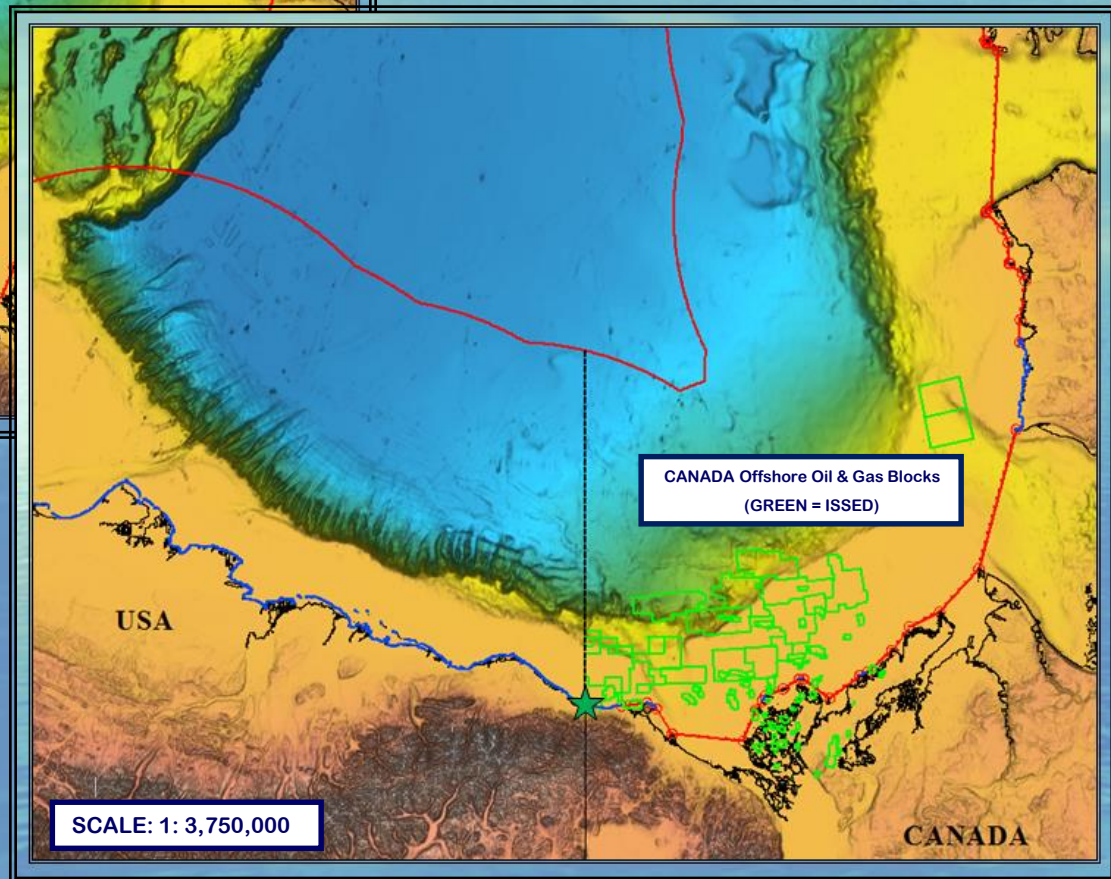 CANADA Offshore Oil & Gas Blocks
(GREEN = ISSED)
USA
SCALE: 1: 3,750,000
CANADA